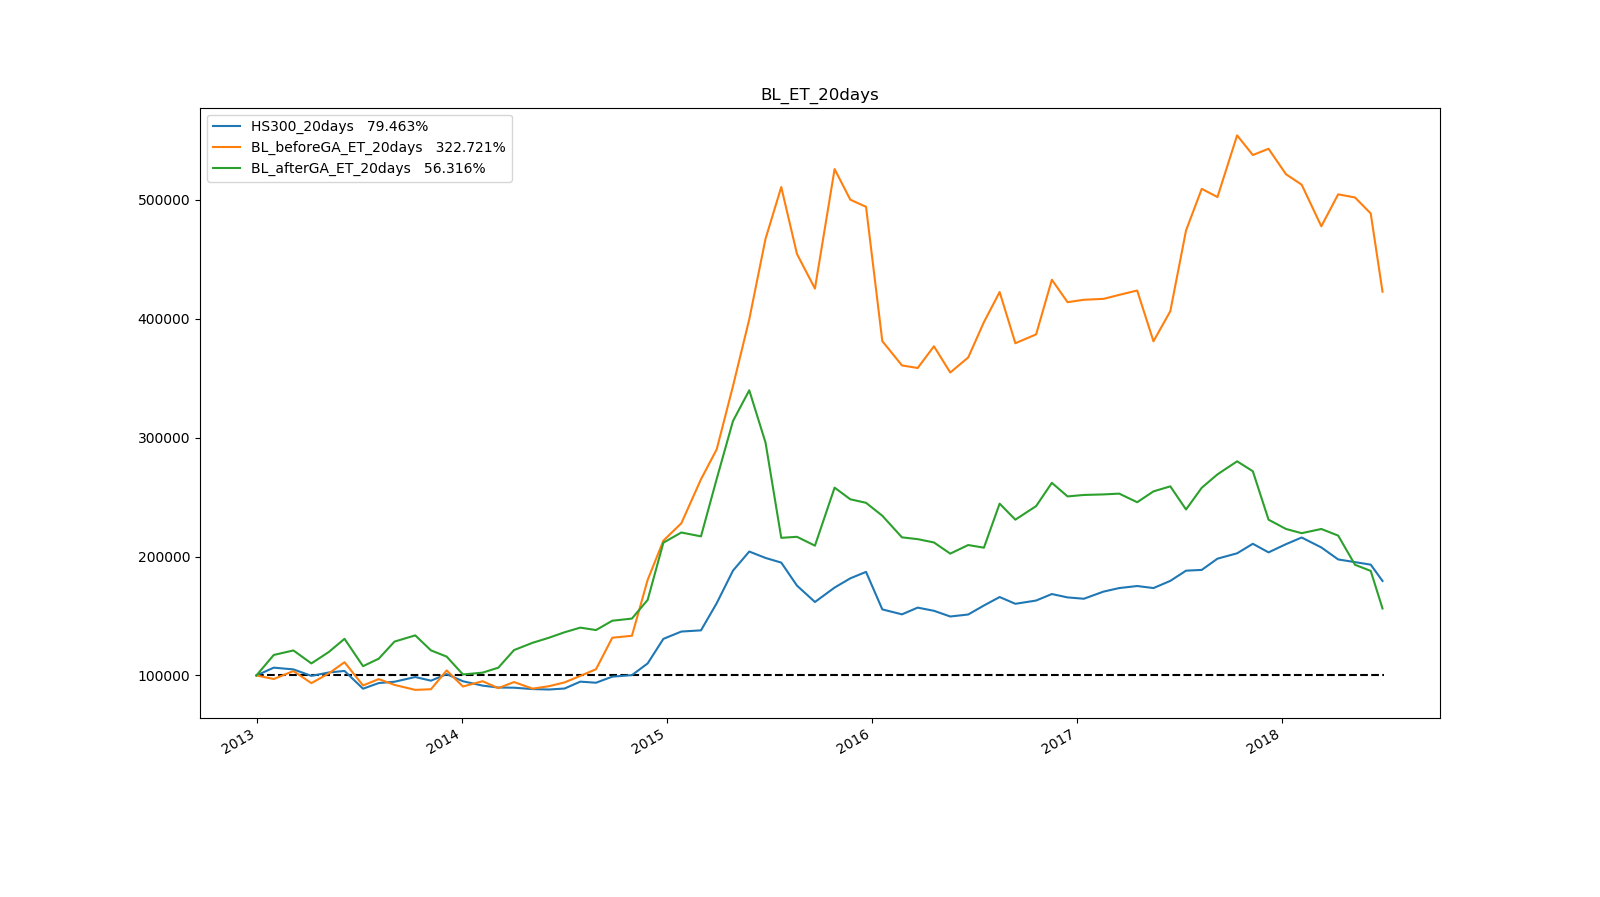 BL_ET_20days
HS300_20days   79.463%
BL_beforeGA_ET_20days   322.721%
BL_afterGA_ET_20days   56.316%
500000
400000
300000
200000
100000
2013
2014
2015
2016
2017
2018